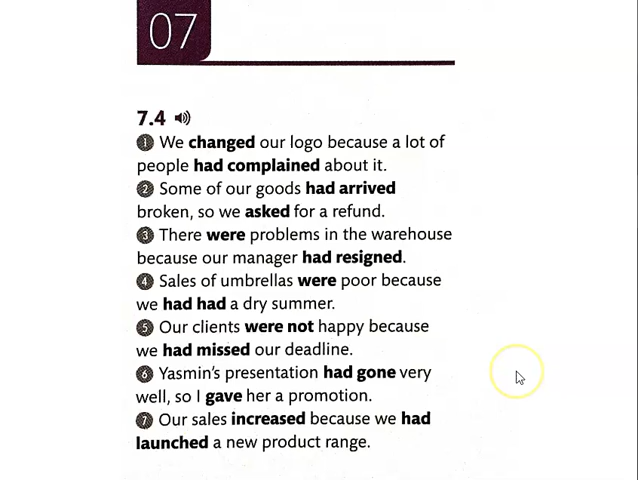 07
7.4
1 We changed our logo because a lot of
people had complained about it.
2 Some of our goods had arrived
broken, so we asked for a refund.
3 There were problems in the warehouse
because our manager had resigned.
4 Sales of umbrellas were poor because
we had had a dry summer.
5 Our clients were not happy because
we had missed our deadline.
6 Yasmin's presentation had gone very
well, so I gave her a promotion.
7 Our sales increased because we had
launched a new product range.